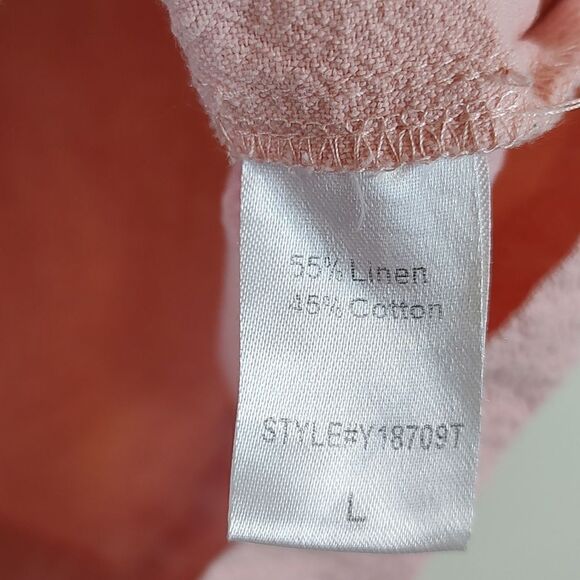 55% Linen
45% Cotton
STYLE#Y18709T
L